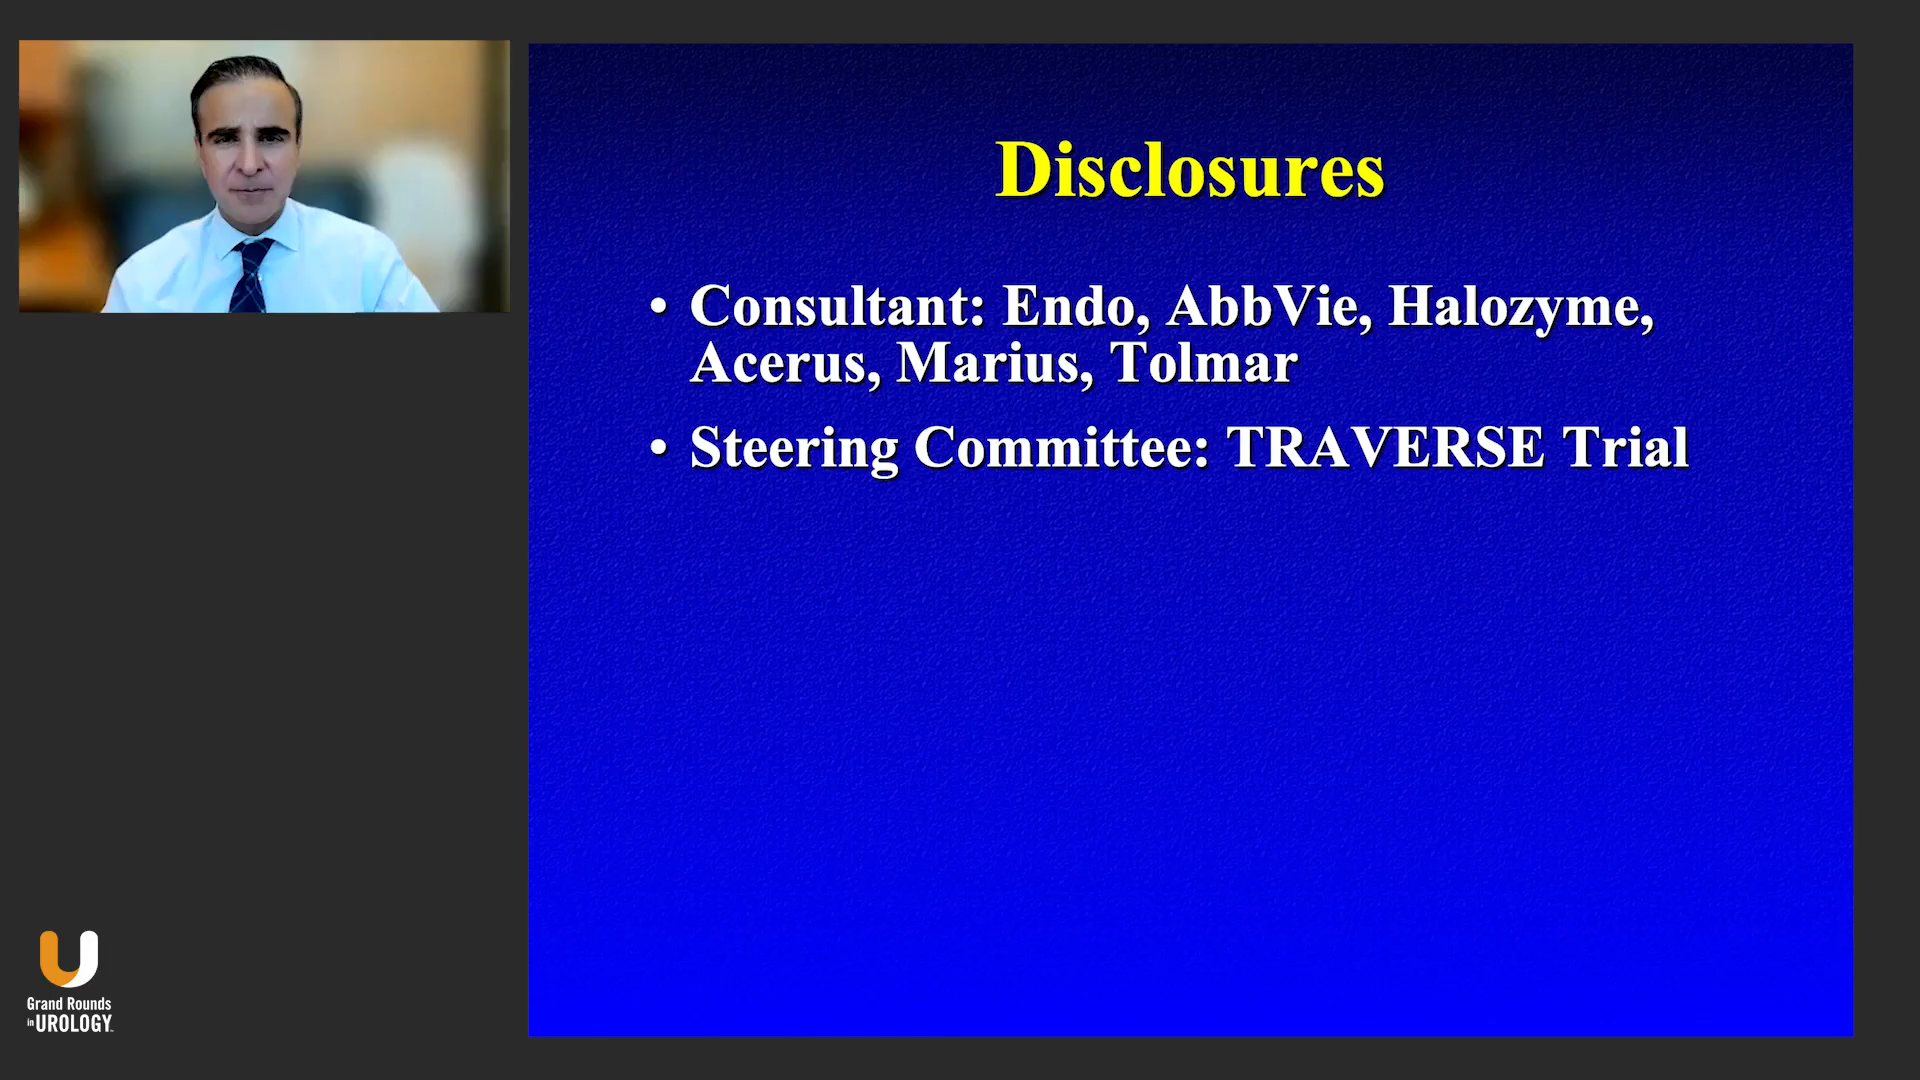 Disclosures
• Consultant: Endo, AbbVie, Halozyme,
Acerus, Marius, Tolmar
• Steering Committee: TRAVERSE Trial
Grand Rounds
in UROLOGY